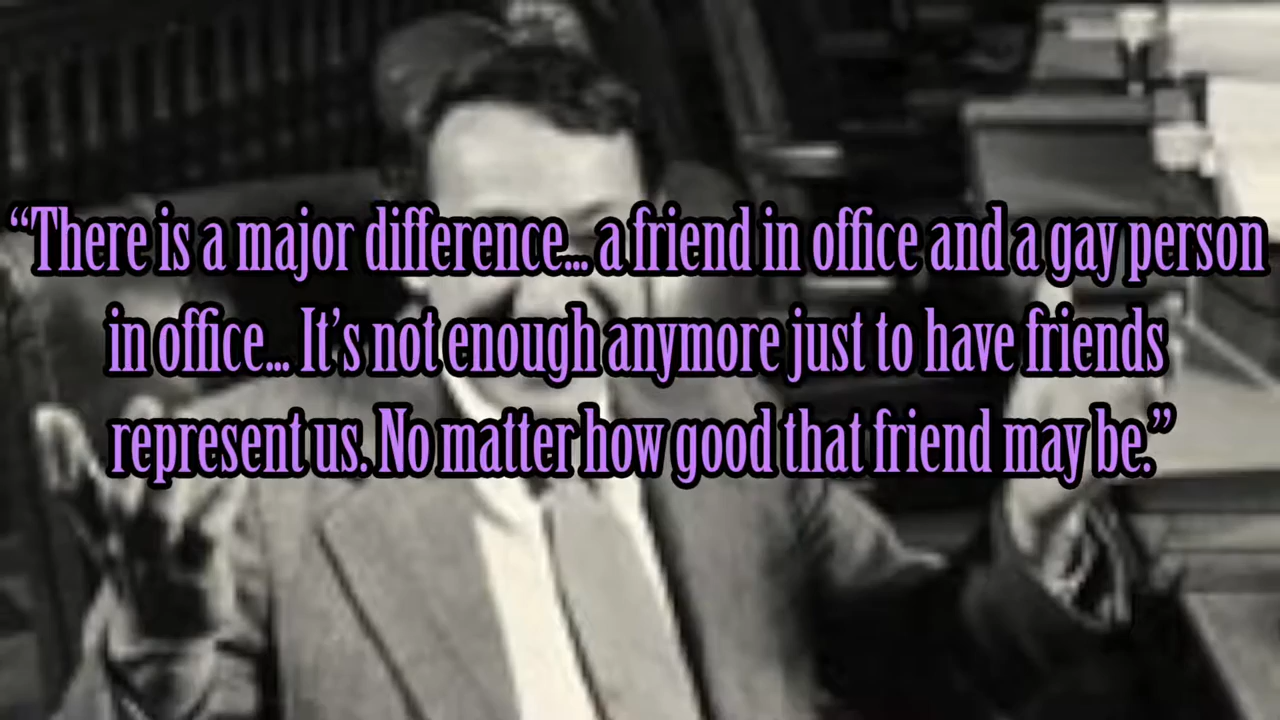 “There is a major difference... a friend in office and a gay person
in office... It’s not enough anymore just to have friends
represent us. No matter how good that friend may be.”